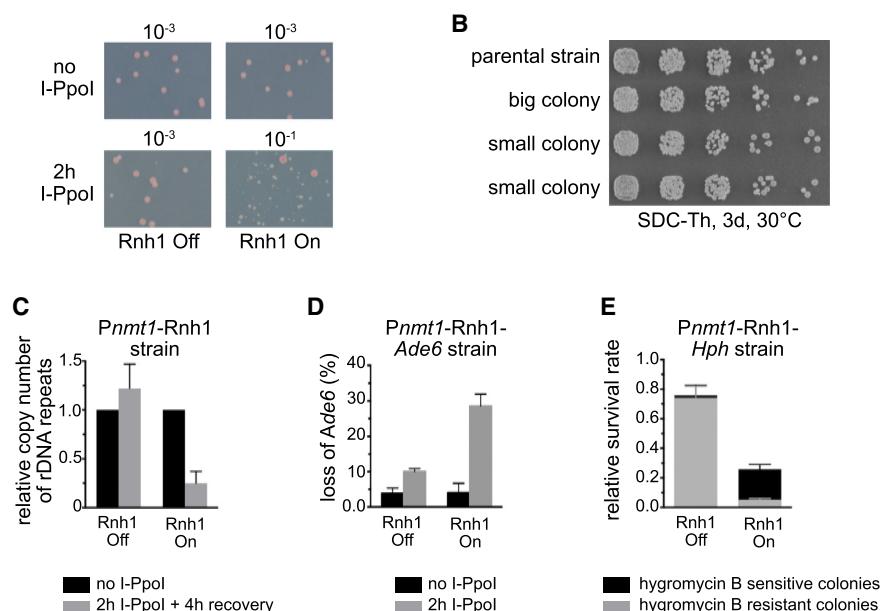 10-3
10-3
no
I-PpoI
10-3
10-1
2h
I-PpoI
Rnh1 Off
Rnh1 On
B
parental strain
big colony
small colony
small colony
SDC-Th, 3d, 30°C
C
Pnmt1-Rnh1
strain
relative copy number
of rDNA repeats
1.5
1.0
0.5
0
Rnh1
Off
Rnh1
On
no I-PpoI
2h I-PpoI + 4h recovery
D
Pnmt1-Rnh1-
Ade6 strain
loss of Ade6 (%)
40
30
20
10
0.0
Rnh1
Off
Rnh1
On
no I-PpoI
2h I-PpoI
E
Pnmt1-Rnh1-
Hph strain
relative survival rate
1.0
0.8
0.6
0.4
0.2
0.0
Rnh1
Off
Rnh1
On
hygromycin B sensitive colonies
hygromycin B resistant colonies